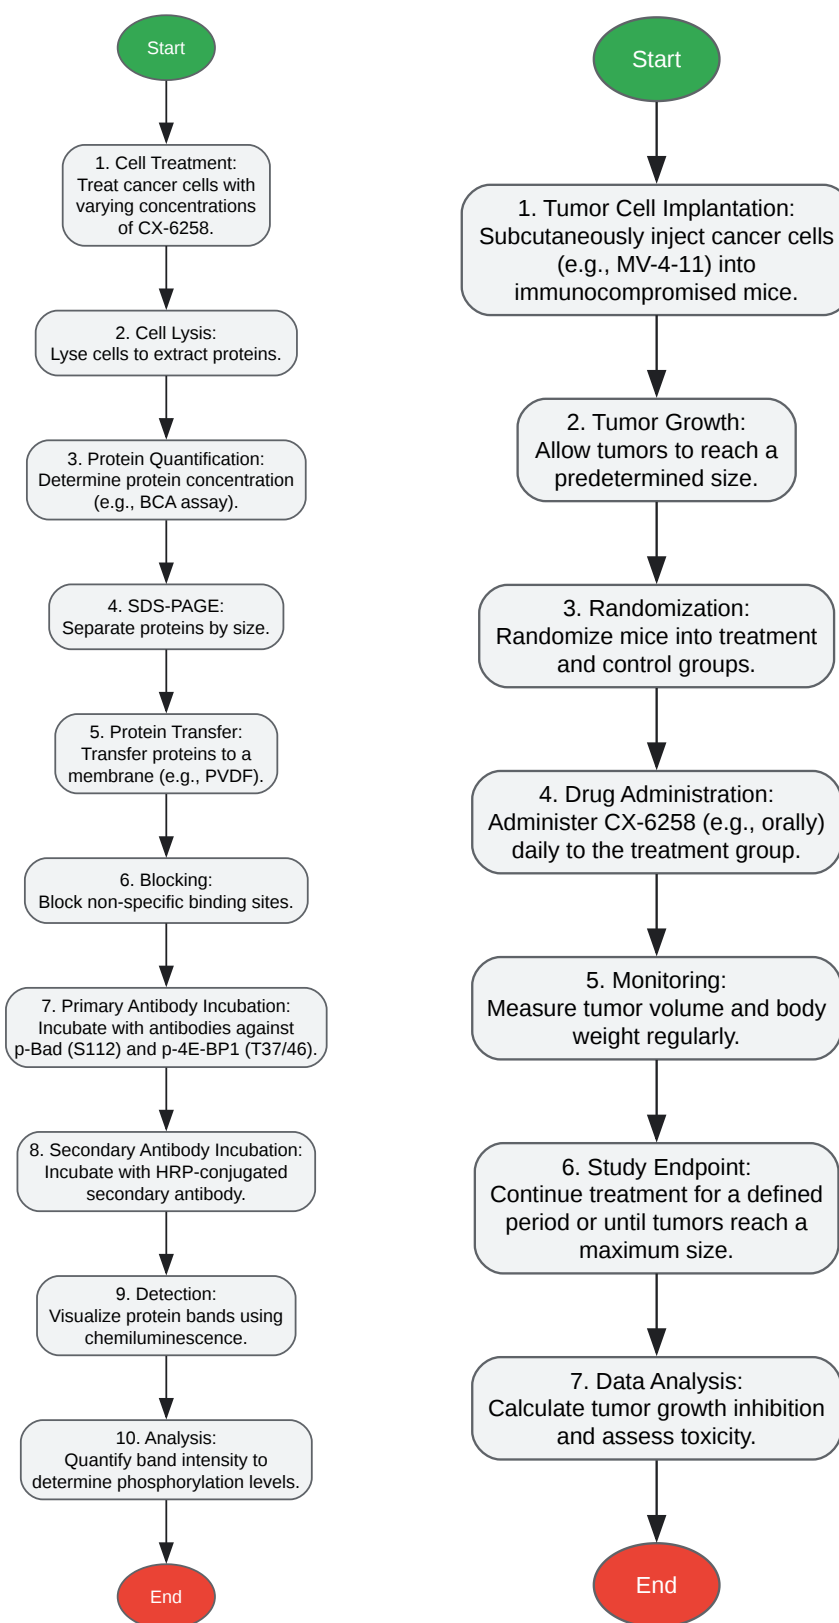 Start
1. Cell Treatment:
Treat cancer cells with
varying concentrations
of CX-6258.
2. Cell Lysis:
Lyse cells to extract proteins.
3. Protein Quantification:
Determine protein concentration
(e.g., BCA assay).
4. SDS-PAGE:
Separate proteins by size.
5. Protein Transfer:
Transfer proteins to a
membrane (e.g., PVDF).
6. Blocking:
Block non-specific binding sites.
7. Primary Antibody Incubation:
Incubate with antibodies against
p-Bad (S112) and p-4E-BP1 (T37/46).
8. Secondary Antibody Incubation:
Incubate with HRP-conjugated
secondary antibody.
9. Detection:
Visualize protein bands using
chemiluminescence.
10. Analysis:
Quantify band intensity to
determine phosphorylation levels.
End
Start
1. Tumor Cell Implantation:
Subcutaneously inject cancer cells
(e.g., MV-4-11) into
immunocompromised mice.
2. Tumor Growth:
Allow tumors to reach a
predetermined size.
3. Randomization:
Randomize mice into treatment
and control groups.
4. Drug Administration:
Administer CX-6258 (e.g., orally)
daily to the treatment group.
5. Monitoring:
Measure tumor volume and body
weight regularly.
6. Study Endpoint:
Continue treatment for a defined
period or until tumors reach a
maximum size.
7. Data Analysis:
Calculate tumor growth inhibition
and assess toxicity.
End